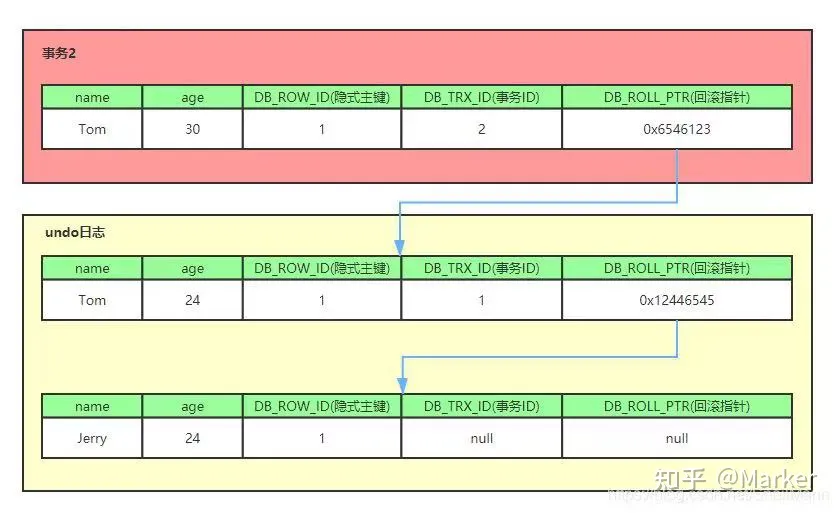 事务2
name age DB_ROW_ID(隐式主键) DB_TRX_ID(事务ID) DB_ROLL_PTR(回滚指针)
Tom 30 1 2 0x6546123
undo日志
name age DB_ROW_ID(隐式主键) DB_TRX_ID(事务ID) DB_ROLL_PTR(回滚指针)
Tom 24 1 1 0x12446545
name age DB_ROW_ID(隐式主键) DB_TRX_ID(事务ID) DB_ROLL_PTR(回滚指针)
Jerry 24 1 null null
知乎 @Marker